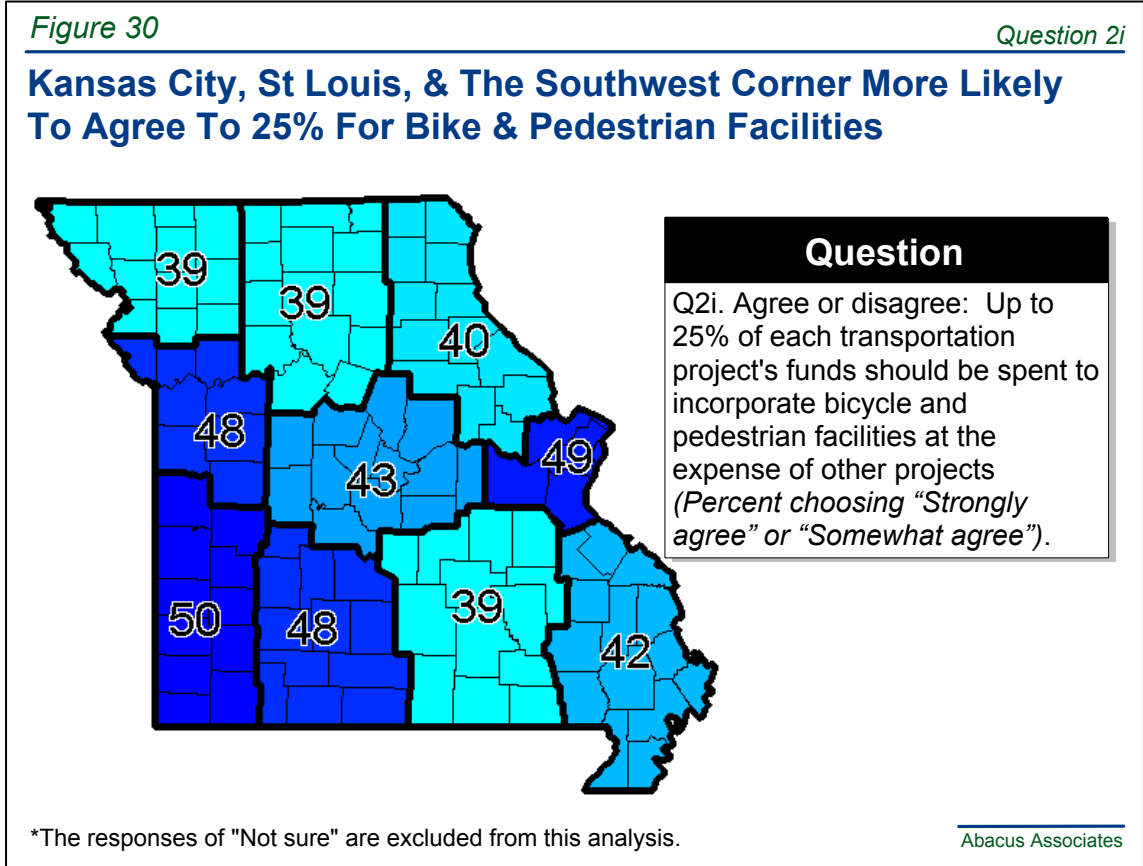 Figure 30
Question 2i
Kansas City, St Louis, & The Southwest Corner More Likely
To Agree To 25% For Bike & Pedestrian Facilities
39
39
40
48
43
49
50
48
39
42
Question
Q2i. Agree or disagree:  Up to
25% of each transportation
project's funds should be spent to
incorporate bicycle and
pedestrian facilities at the
expense of other projects
(Percent choosing “Strongly
agree” or “Somewhat agree”).
*The responses of "Not sure" are excluded from this analysis.
Abacus Associates